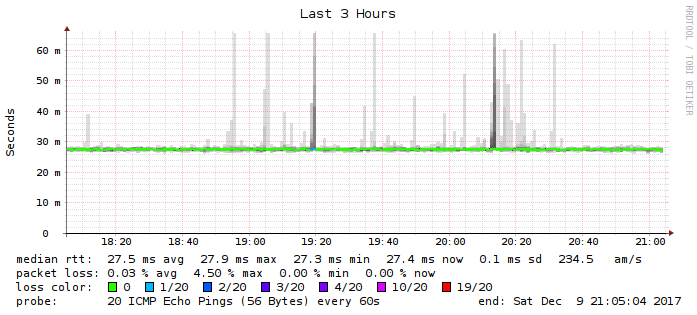 Last 3 Hours
RRDTOOL / TOBI OETIKER
Seconds
60 m
50 m
40 m
30 m
20 m
10 m
0
18:20 18:40 19:00 19:20 19:40 20:00 20:20 20:40 21:00
median rtt: 27.5 ms avg 27.9 ms max 27.3 ms min 27.4 ms now 0.1 ms sd 234.5 am/s
packet loss: 0.03 % avg 4.50 % max 0.00 % min 0.00 % now
loss color: 0 1/20 2/20 3/20 4/20 10/20 19/20
probe: 20 ICMP Echo Pings (56 Bytes) every 60s end: Sat Dec 9 21:05:04 2017